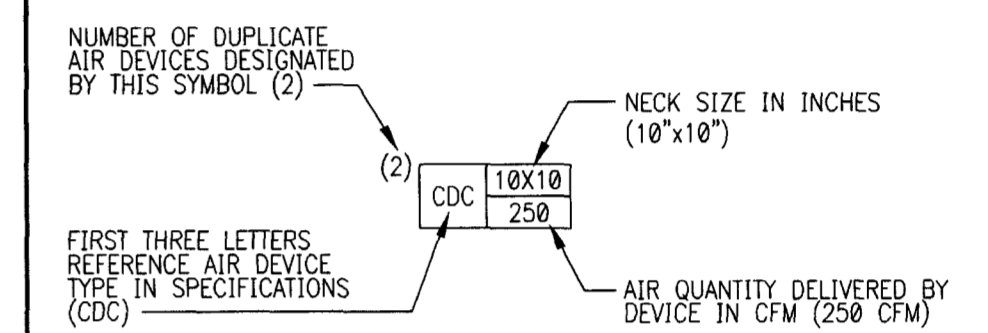 NUMBER OF DUPLICATE
AIR DEVICES DESIGNATED
BY THIS SYMBOL (2)
NECK SIZE IN INCHES
(10"x10")
(2)
CDC
10X10
250
FIRST THREE LETTERS
REFERENCE AIR DEVICE
TYPE IN SPECIFICATIONS
(CDC)
AIR QUANTITY DELIVERED BY
DEVICE IN CFM (250 CFM)